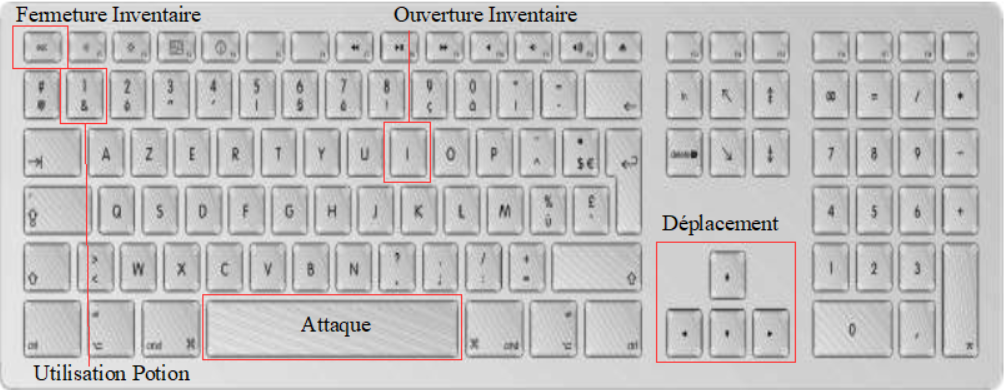 Fermeture Inventaire
Ouverture Inventaire
esc
# 1 2 3 4 5 6 7 8 9 0
@ & é " ' ( § è ! ç à ) -
A Z E R T Y U I O P
^ $ €
Q S D F G H J K L M % £
ù
> W X C V B N ? . / +
< , ; : =
Attaque
cmd
cmd
ctrl
Déplacement
= / *
7 8 9 -
4 5 6 +
1 2 3
0 ,
Utilisation Potion